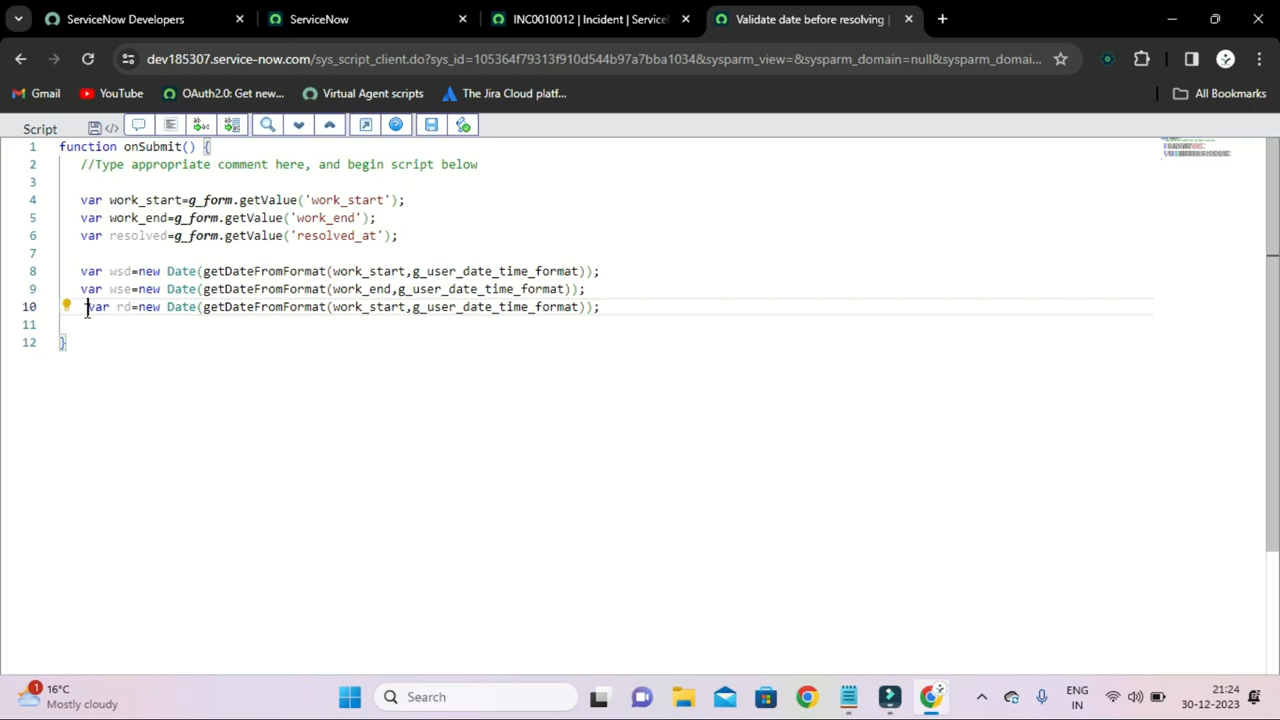 ServiceNow Developers
ServiceNow
INC0010012 | Incident | Service
Validate date before resolving |
dev185307.service-now.com/sys_script_client.do?sys_id=105364f79313f910d544b97a7bba1034&sysparm_view=&sysparm_domain=null&sysparm_domai...
Gmail
YouTube
OAuth2.0: Get new...
Virtual Agent scripts
The Jira Cloud platf...
All Bookmarks
Script
1 function onSubmit() {
2 //Type appropriate comment here, and begin script below
3
4 var work_start=g_form.getValue('work_start');
5 var work_end=g_form.getValue('work_end');
6 var resolved=g_form.getValue('resolved_at');
7
8 var wsd=new Date(getDateFromFormat(work_start,g_user_date_time_format));
9 var wse=new Date(getDateFromFormat(work_end,g_user_date_time_format));
10 var rd=new Date(getDateFromFormat(work_start,g_user_date_time_format));
11
12 }
1
16°C
Mostly cloudy
Search
ENG
IN
21:24
30-12-2023